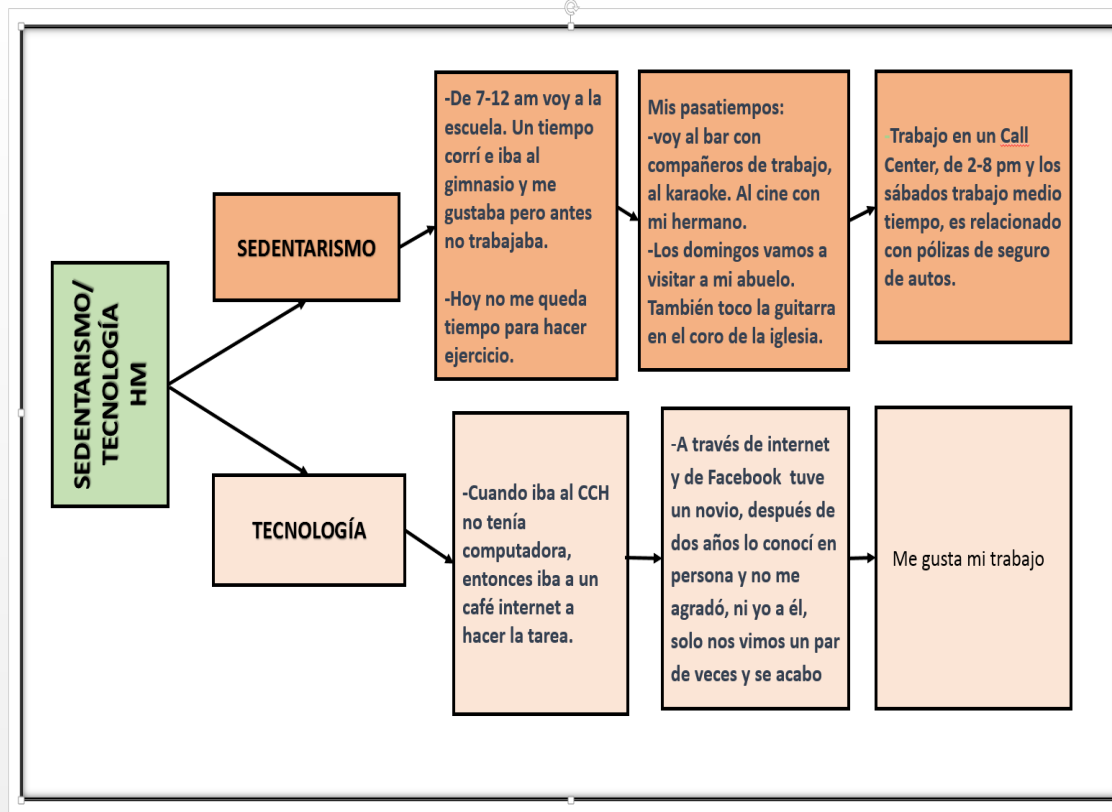 SEDENTARISMO/
TECNOLOGÍA
HM
SEDENTARISMO
-De 7-12 am voy a la
escuela. Un tiempo
corrí e iba al
gimnasio y me
gustaba pero antes
no trabajaba.
-Hoy no me queda
tiempo para hacer
ejercicio.
Mis pasatiempos:
-voy al bar con
compañeros de trabajo,
al karaoke. Al cine con
mi hermano.
-Los domingos vamos a
visitar a mi abuelo.
También toco la guitarra
en el coro de la iglesia.
Trabajo en un Call
Center, de 2-8 pm y los
sábados trabajo medio
tiempo, es relacionado
con pólizas de seguro
de autos.
TECNOLOGÍA
-Cuando iba al CCH
no tenía
computadora,
entonces iba a un
café internet a
hacer la tarea.
-A través de internet
y de Facebook tuve
un novio, después de
dos años lo conocí en
persona y no me
agradó, ni yo a él,
solo nos vimos un par
de veces y se acabo
Me gusta mi trabajo